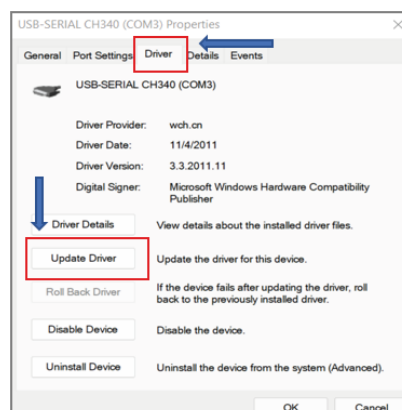 USB-SERIAL CH340 (COM3) Properties
General Port Settings Driver Details Events
USB-SERIAL CH340 (COM3)
Driver Provider: wch.cn
Driver Date: 11/4/2011
Driver Version: 3.3.2011.11
Digital Signer: Microsoft Windows Hardware Compatibility
Publisher
Driver Details View details about the installed driver files.
Update Driver Update the driver for this device.
Roll Back Driver If the device fails after updating the driver, roll
back to the previously installed driver.
Disable Device Disable the device.
Uninstall Device Uninstall the device from the system (Advanced).
OK Cancel